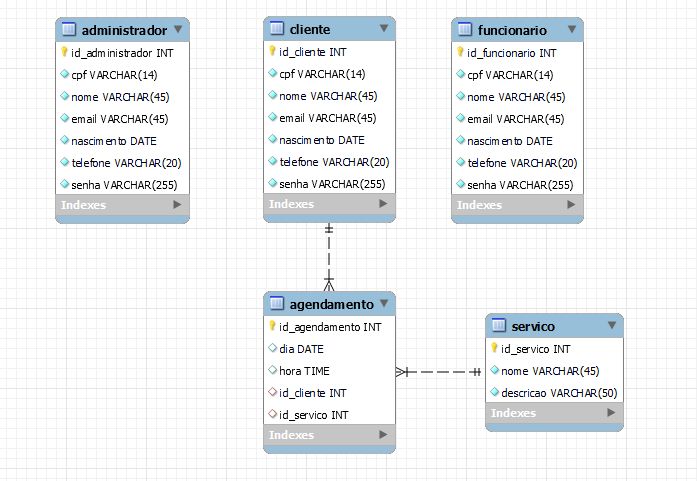 administrador
id_administrador INT
cpf VARCHAR(14)
nome VARCHAR(45)
email VARCHAR(45)
nascimento DATE
telefone VARCHAR(20)
senha VARCHAR(255)
Indexes
cliente
id_cliente INT
cpf VARCHAR(14)
nome VARCHAR(45)
email VARCHAR(45)
nascimento DATE
telefone VARCHAR(20)
senha VARCHAR(255)
Indexes
funcionario
id_funcionario INT
cpf VARCHAR(14)
nome VARCHAR(45)
email VARCHAR(45)
nascimento DATE
telefone VARCHAR(20)
senha VARCHAR(255)
Indexes
agendamento
id_agendamento INT
dia DATE
hora TIME
id_cliente INT
id_servico INT
Indexes
servico
id_servico INT
nome VARCHAR(45)
descricao VARCHAR(50)
Indexes